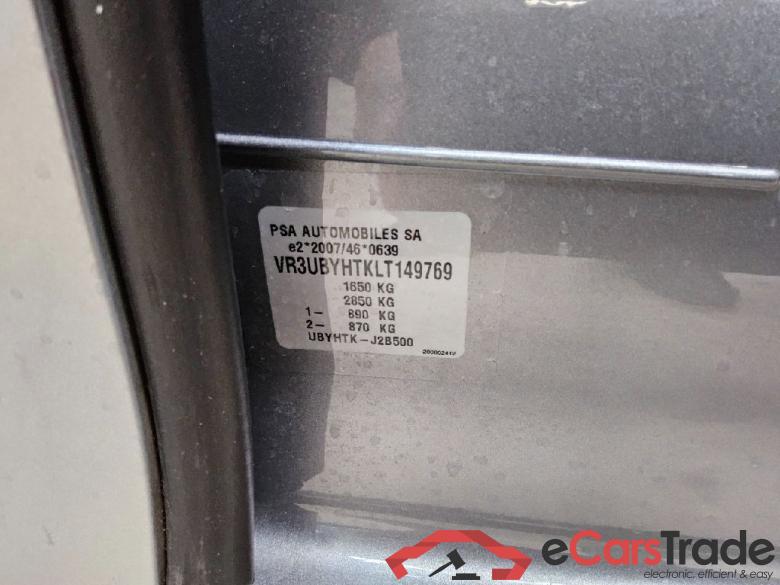 PSA AUTOMOBILES SA
e2*2007/46*0639
VR3UBYHTKLT149769
1650 KG
2850 KG
1- 890 KG
2- 870 KG
UBYHTK-J2B500
eCarsTrade
electronic, efficient & easy